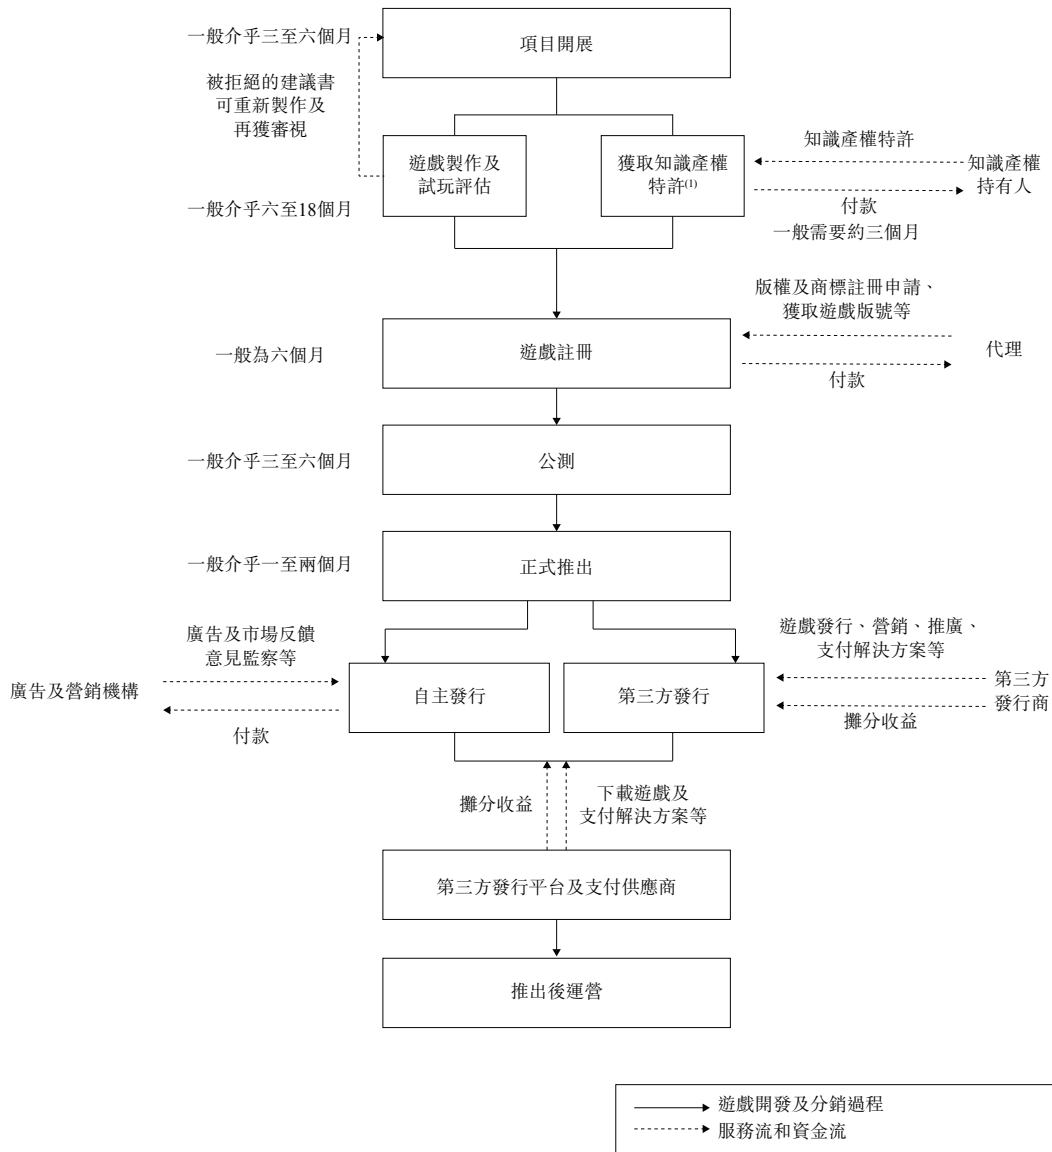 一般介乎三至六個月
項目開展
被拒絕的建議書
可重新製作及
再獲審視
遊戲製作及
試玩評估
獲取知識產權
特許(1)
知識產權特許
知識產權
持有人
付款
一般需要約三個月
一般介乎六至18個月
版權及商標註冊申請、
獲取遊戲版號等
一般為六個月
遊戲註冊
代理
付款
一般介乎三至六個月
公測
一般介乎一至兩個月
正式推出
廣告及市場反饋
意見監察等
廣告及營銷機構
付款
自主發行
第三方發行
遊戲發行、營銷、推廣、
支付解決方案等
第三方
發行商
攤分收益
攤分收益
下載遊戲及
支付解決方案等
第三方發行平台及支付供應商
推出後運營
遊戲開發及分銷過程
服務流和資金流